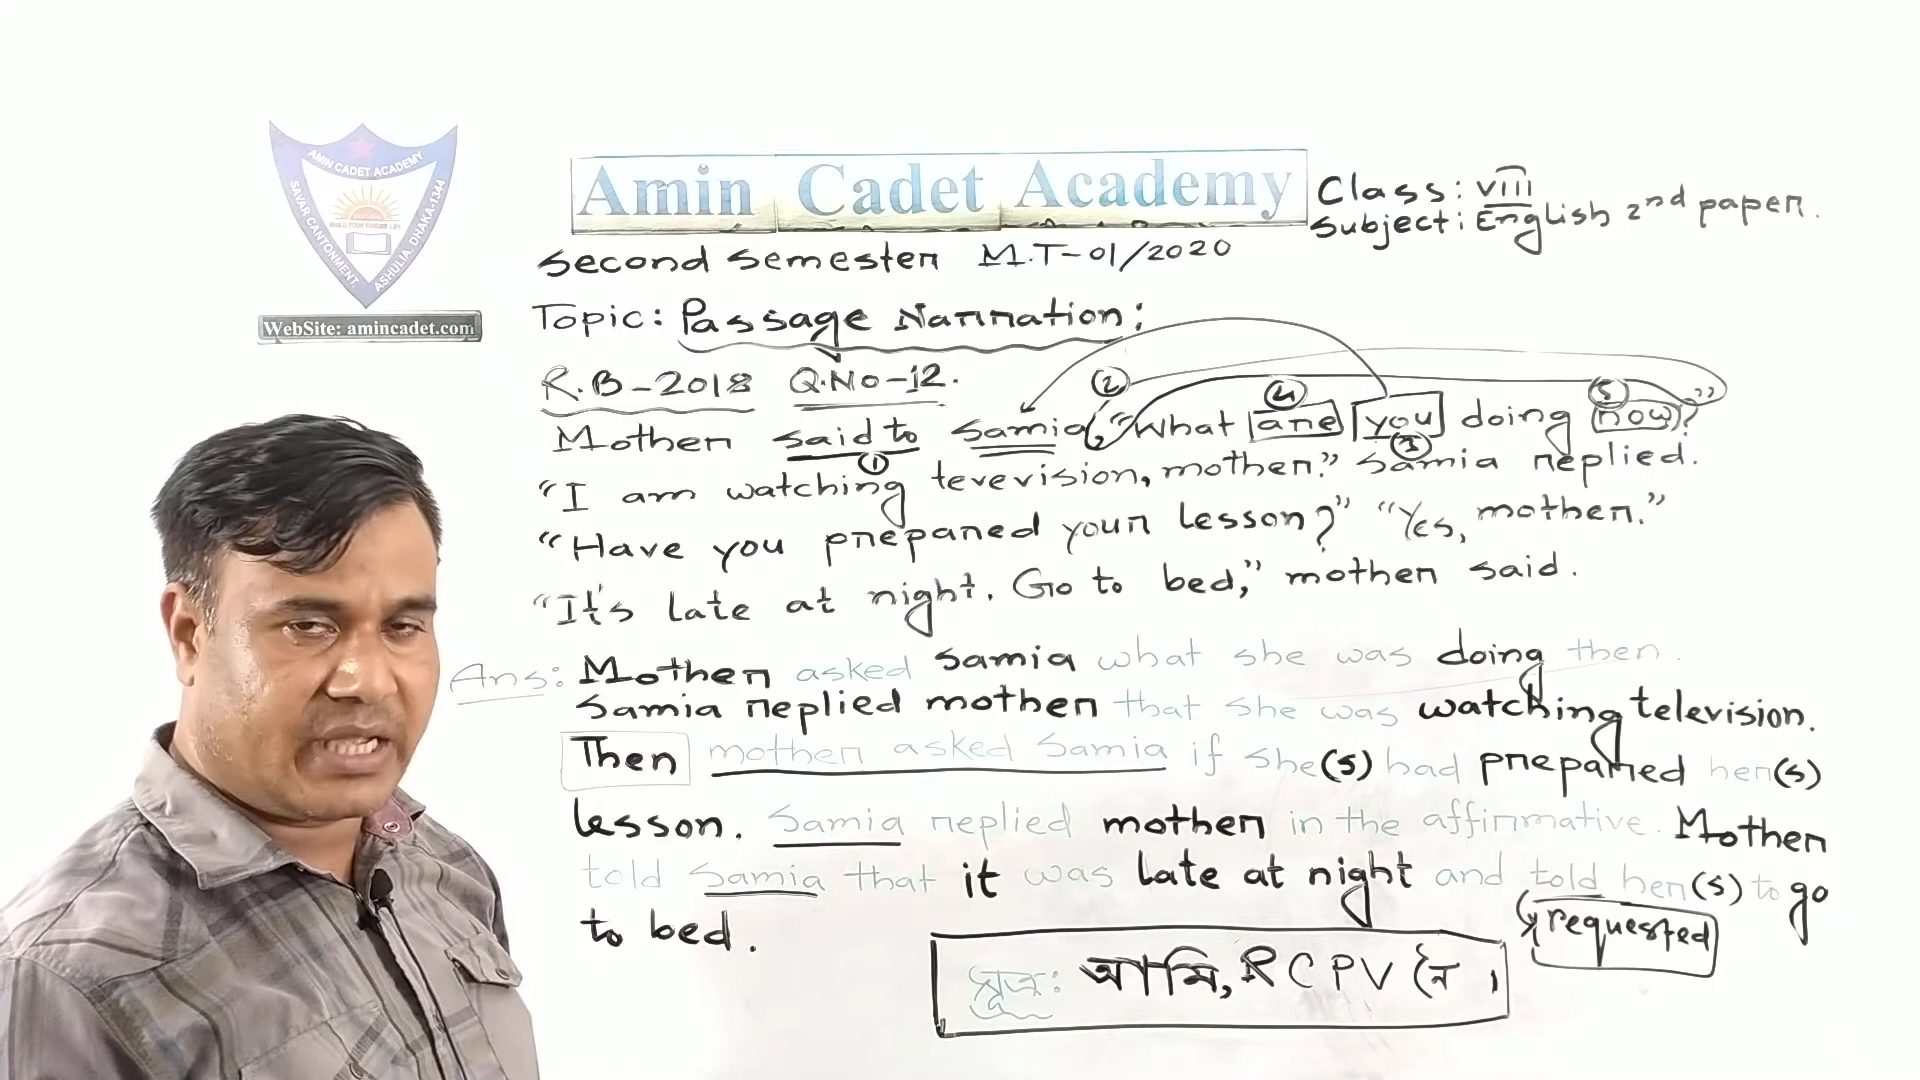 AMIN CADET ACADEMY
SAVAR CANTONMENT,
ASHULIA, DHAKA-1344
BUILD YOUR FUTURE LIFE
WebSite: amincadet.com
Amin Cadet Academy
Class: VIII
Subject: English 2nd paper.
Second Semester M.T-01/2020
Topic: Passage Narration:
R.B-2018 Q.No-12.
2 4 5
Mother said to Samia, "What are you doing now?"
1 3
"I am watching tevevision, mother." Samia replied.
"Have you prepared your lesson?" "Yes, mother."
"It's late at night. Go to bed," mother said.
Ans: Mother asked Samia what she was doing then.
Samia replied mother that she was watching television.
Then mother asked Samia if she(s) had prepared her(s)
lesson. Samia replied mother in the affirmative. Mother
told Samia that it was late at night and told her(s) to go
to bed.
requested
সূত্র: আমি, RCPV নে।